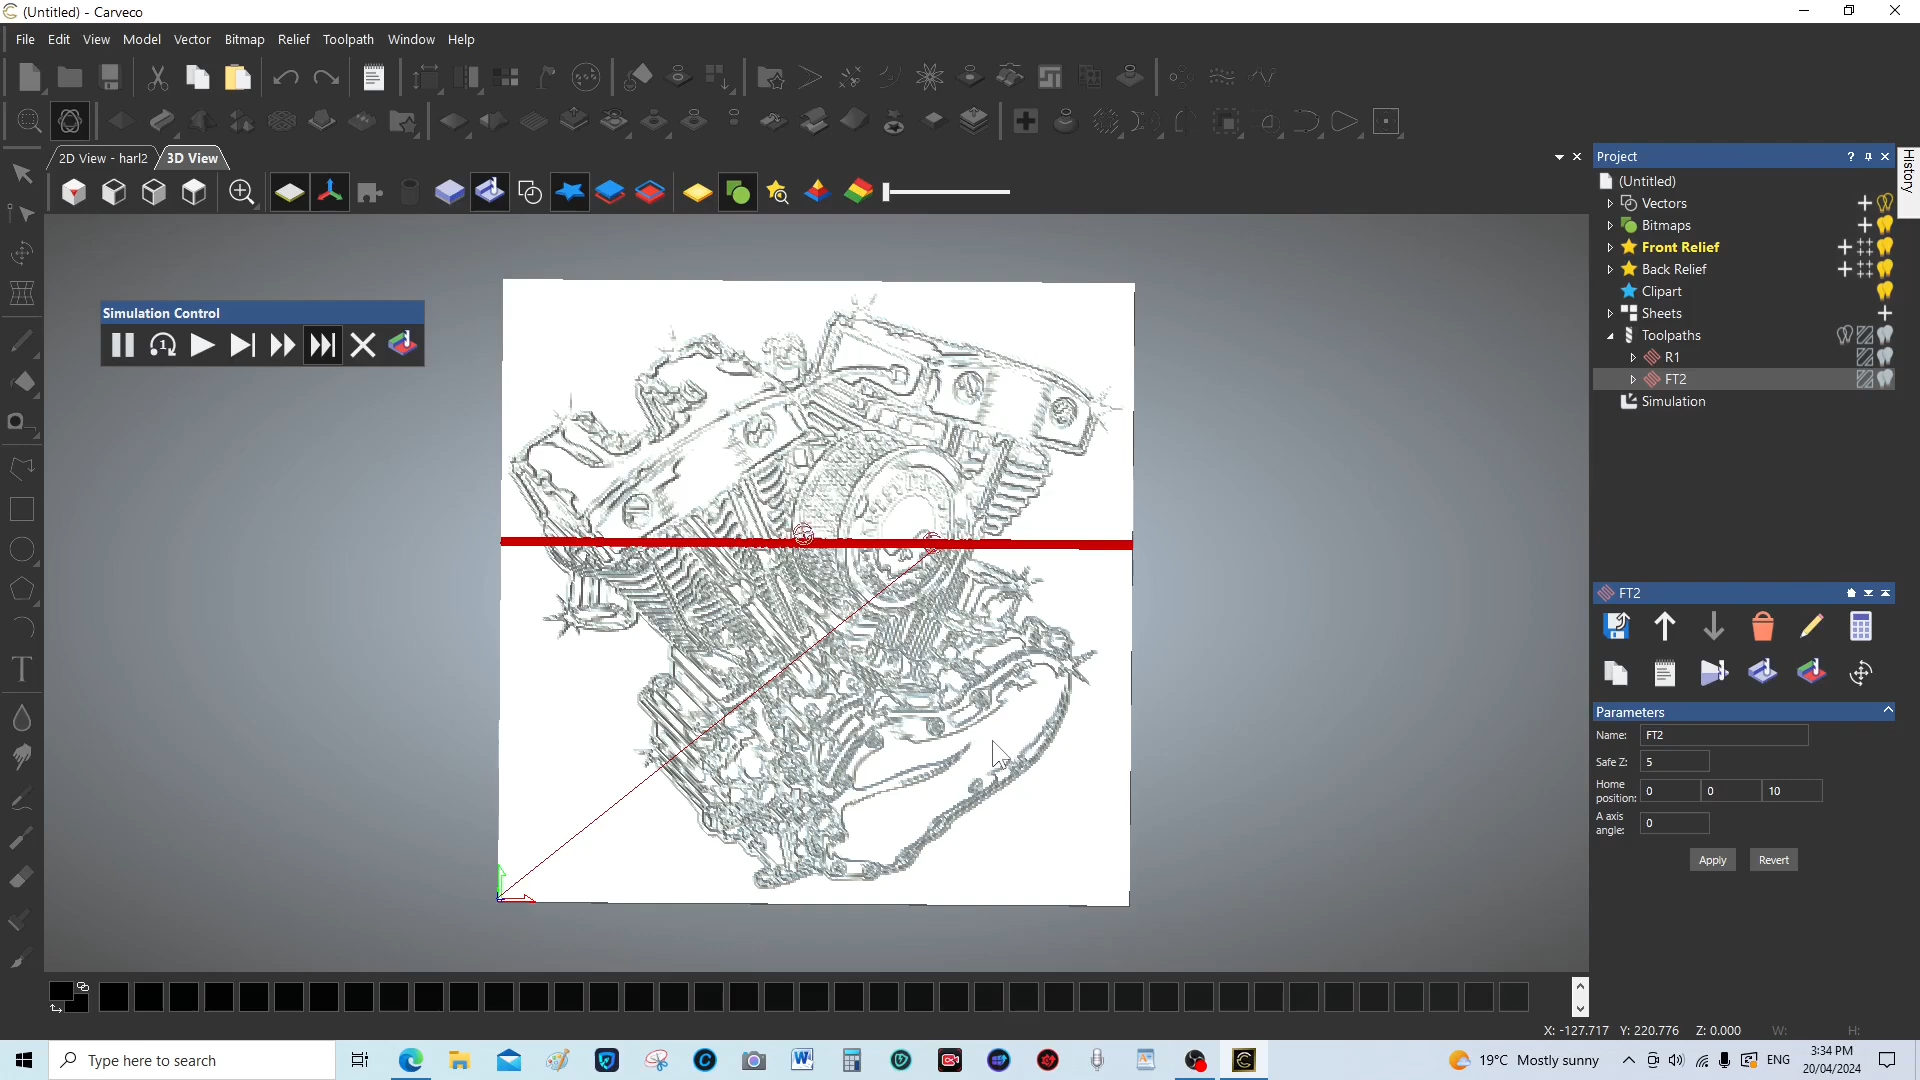 (Untitled) - Carveco
File Edit View Model Vector Bitmap Relief Toolpath Window Help
2D View - harl2 3D View
Project
(Untitled)
Vectors
Bitmaps
Front Relief
Back Relief
Clipart
Sheets
Toolpaths
R1
FT2
Simulation
History
Simulation Control
1
FT2
Parameters
Name: FT2
Safe Z: 5
Home position: 0 0 10
A axis angle: 0
Apply Revert
X: -127.717 Y: 220.776 Z: 0.000 W: H:
Type here to search
19°C Mostly sunny
ENG
3:34 PM
20/04/2024